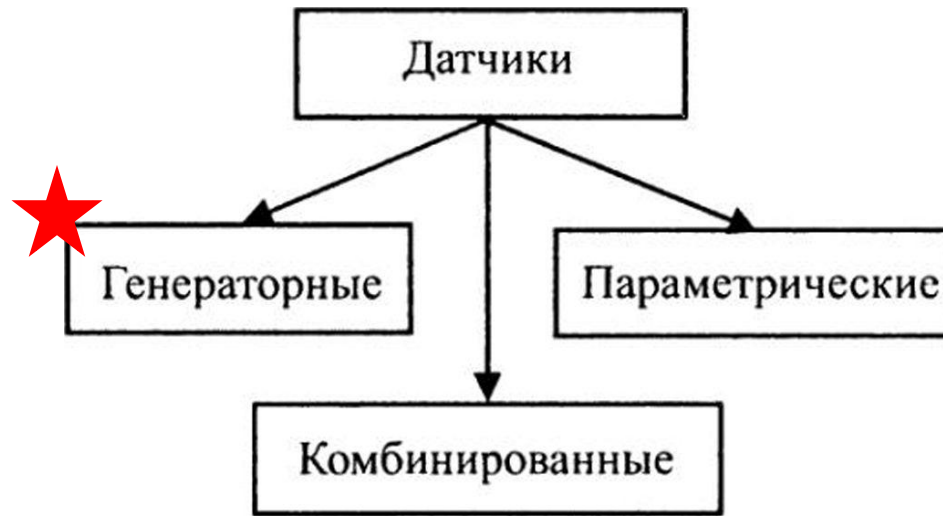 Датчики
Генераторные
Параметрические
Комбинированные